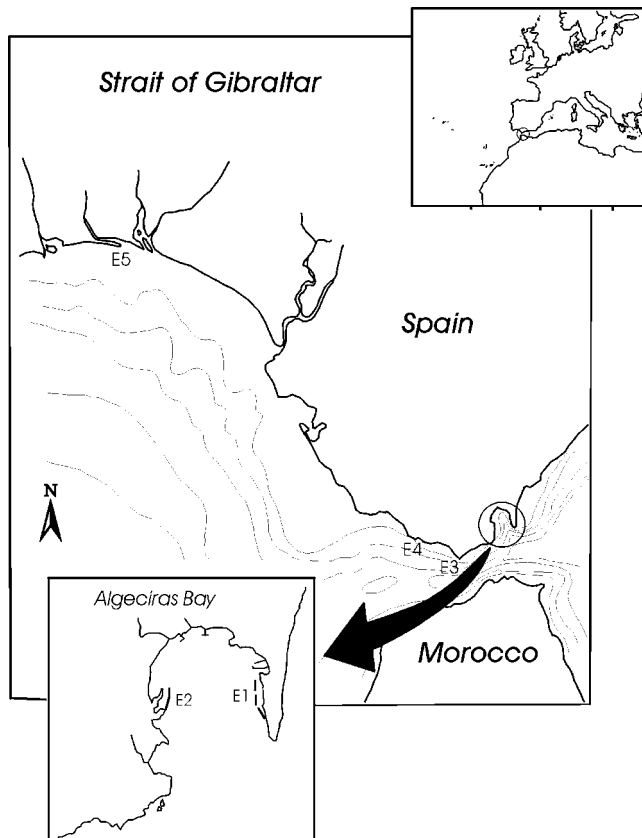 Strait of Gibraltar
E5
Spain
N
E4
E3
Algeciras Bay
Morocco
E1
E2